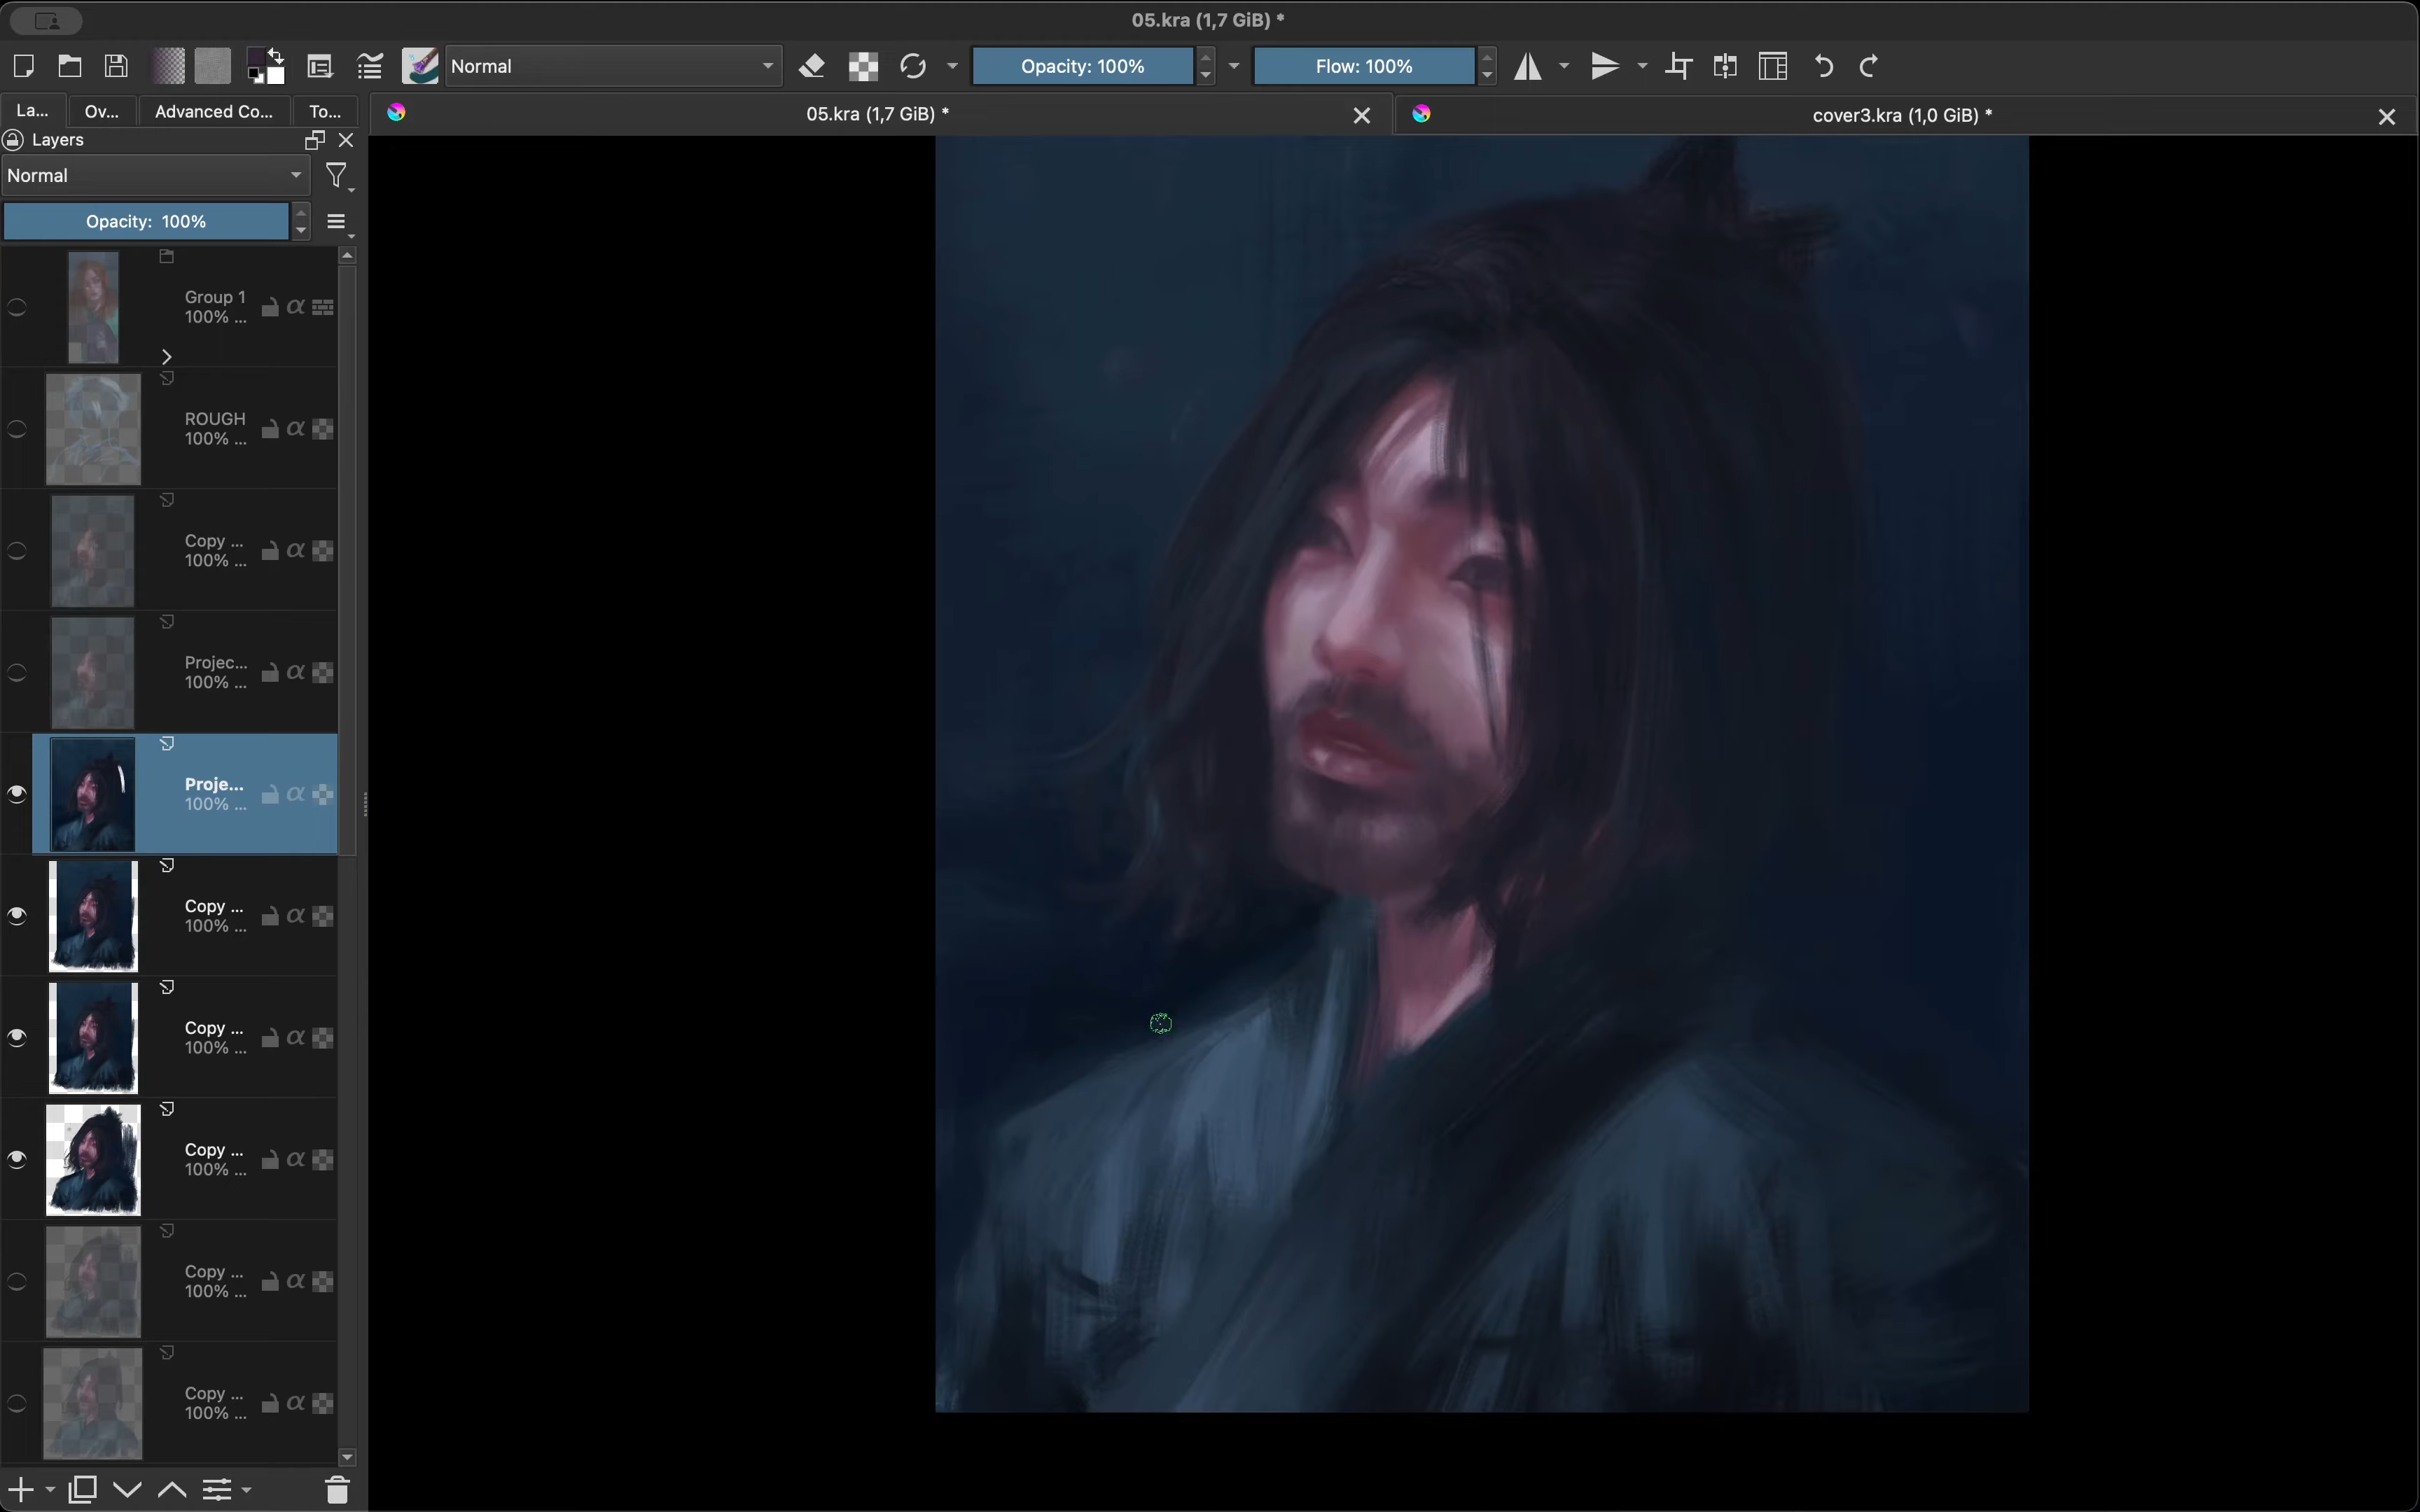 05.kra (1,7 GiB) *
Normal
Opacity: 100%
Flow: 100%
La...
Ov...
Advanced Co...
To...
05.kra (1,7 GiB) *
cover3.kra (1,0 GiB) *
Layers
Normal
Opacity: 100%
Group 1
100% ...
ROUGH
100% ...
Copy ...
100% ...
Projec...
100% ...
Proje...
100% ...
Copy ...
100% ...
Copy ...
100% ...
Copy ...
100% ...
Copy ...
100% ...
Copy ...
100% ...